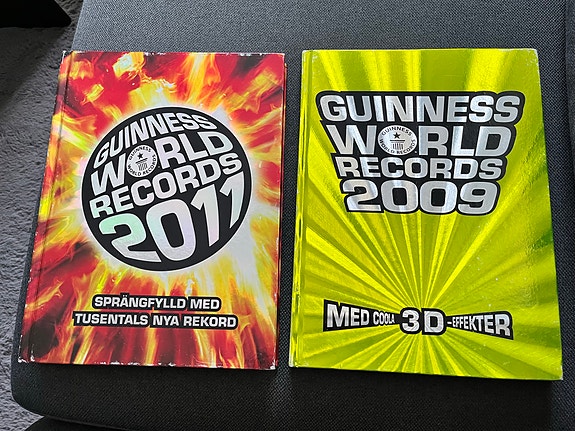 GUINNESS
WORLD
RECORDS
2011
SPRÄNGFYLLD MED
TUSENTALS NYA REKORD
GUINNESS
WORLD
RECORDS
2009
MED COOLA 3D-EFFEKTER